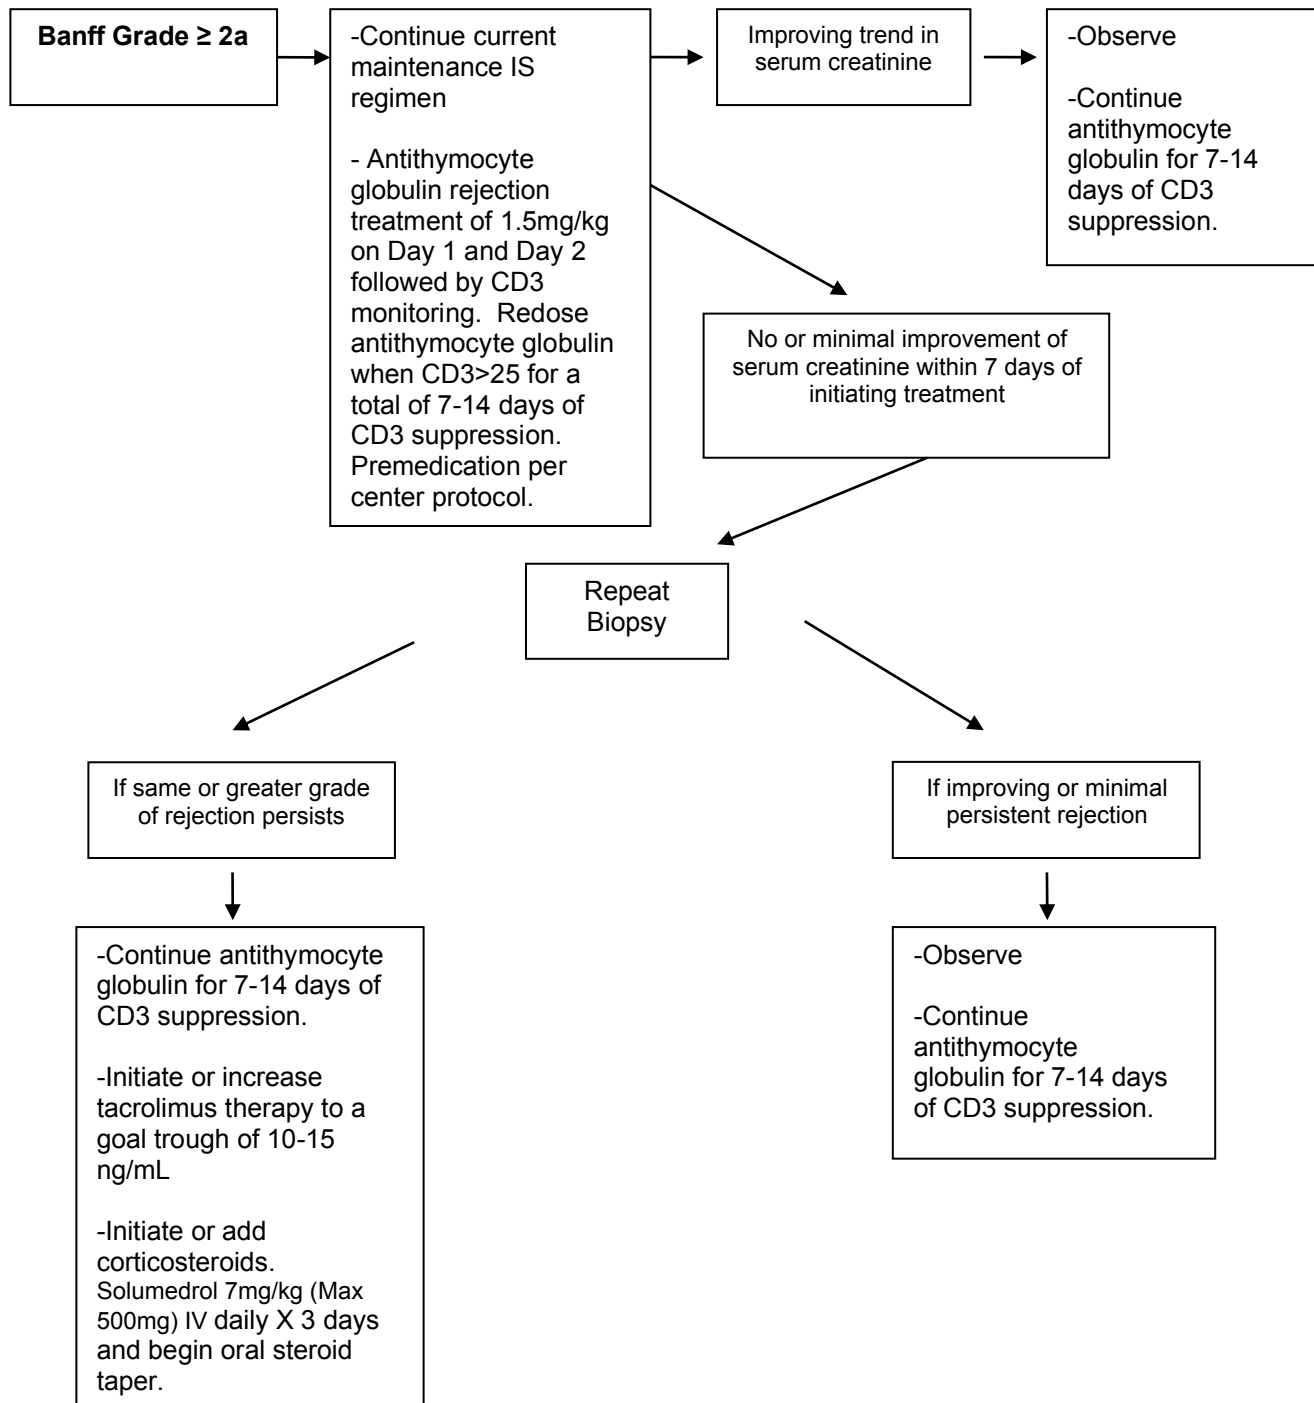 Banff Grade ≥ 2a
-Continue current
maintenance IS
regimen
- Antithymocyte
globulin rejection
treatment of 1.5mg/kg
on Day 1 and Day 2
followed by CD3
monitoring.  Redose
antithymocyte globulin
when CD3>25 for a
total of 7-14 days of
CD3 suppression.
Premedication per
center protocol.
Improving trend in
serum creatinine
-Observe
-Continue
antithymocyte
globulin for 7-14
days of CD3
suppression.
No or minimal improvement of
serum creatinine within 7 days of
initiating treatment
Repeat
Biopsy
If same or greater grade
of rejection persists
If improving or minimal
persistent rejection
-Continue antithymocyte
globulin for 7-14 days of
CD3 suppression.
-Initiate or increase
tacrolimus therapy to a
goal trough of 10-15
ng/mL
-Initiate or add
corticosteroids.
Solumedrol 7mg/kg (Max
500mg) IV daily X 3 days
and begin oral steroid
taper.
-Observe
-Continue
antithymocyte
globulin for 7-14 days
of CD3 suppression.